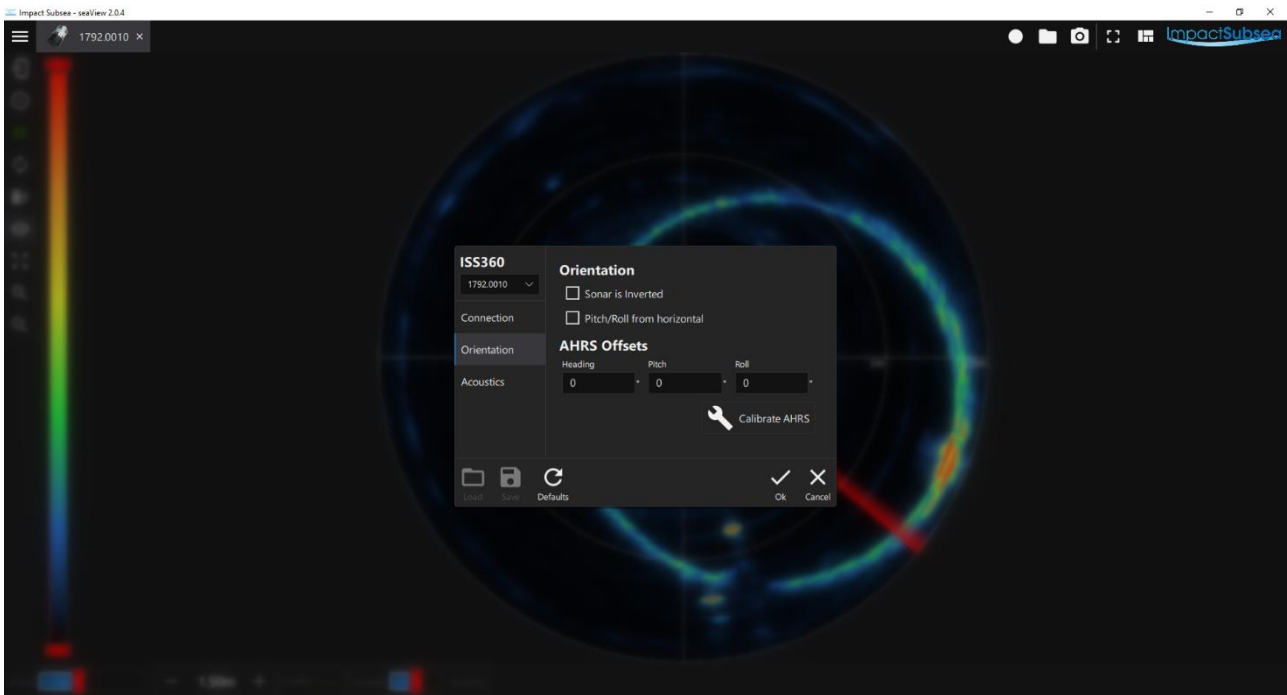 Impact Subsea - seaView 2.0.4
1792.0010
ImpactSubsea
ISS360
1792.0010
Connection
Orientation
Acoustics
Orientation
Sonar is Inverted
Pitch/Roll from horizontal
AHRS Offsets
Heading Pitch Roll
0 ° 0 ° 0 °
Calibrate AHRS
Load Save Defaults Ok Cancel
1.50m